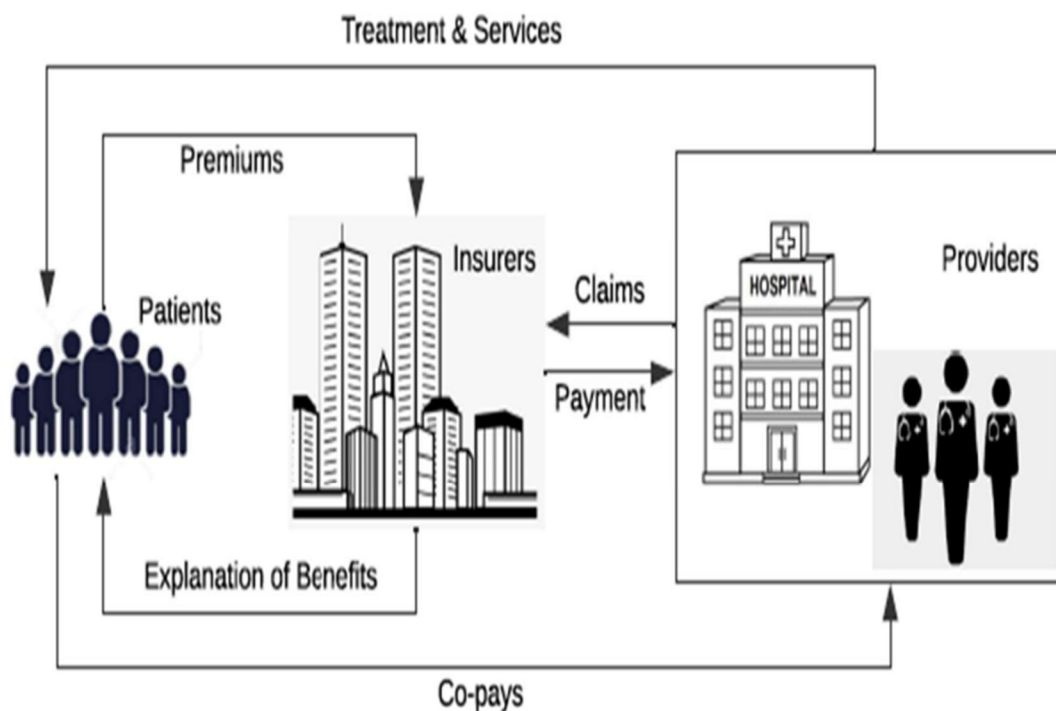 Treatment & Services
Premiums
Insurers
Providers
Claims
HOSPITAL
Patients
Payment
Explanation of Benefits
Co-pays